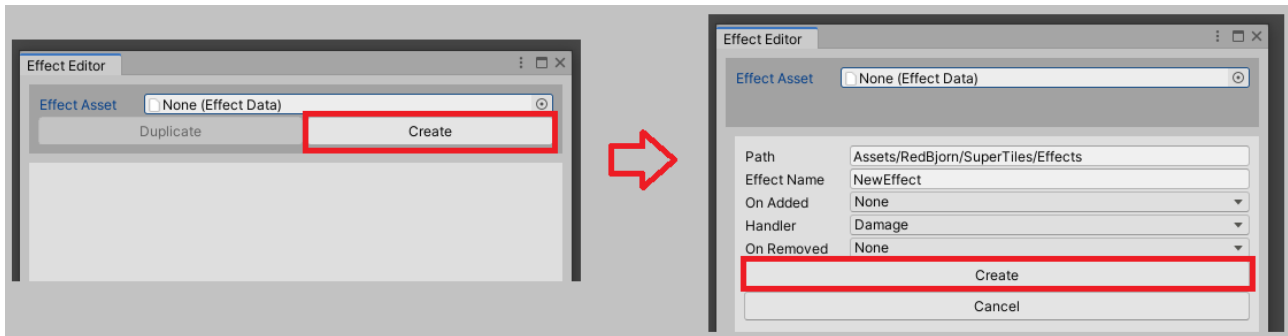 Effect Editor
Effect Asset None (Effect Data)
Duplicate Create
Effect Editor
Effect Asset None (Effect Data)
Path Assets/RedBjorn/SuperTiles/Effects
Effect Name NewEffect
On Added None
Handler Damage
On Removed None
Create
Cancel